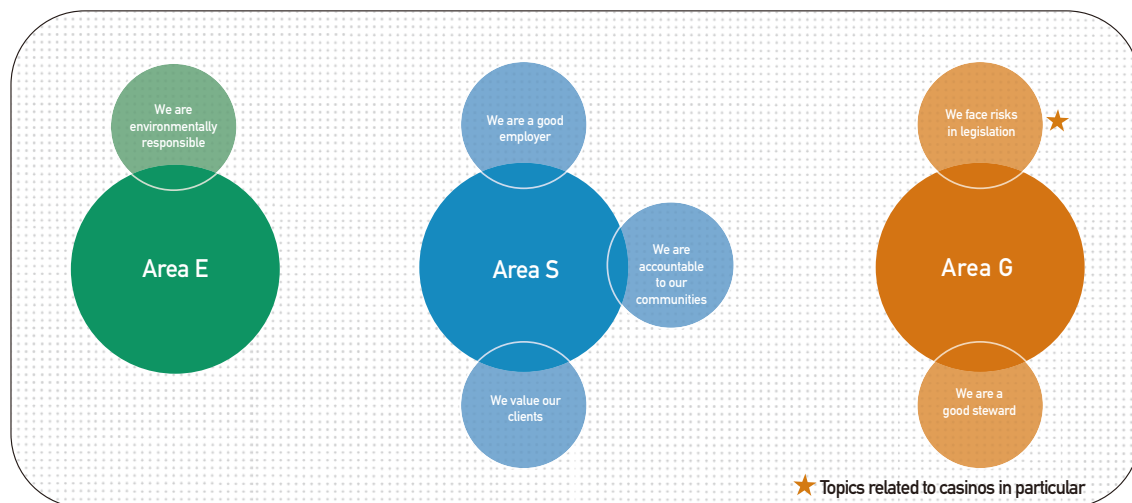 We are
environmentally
responsible
Area E
We are a good
employer
Area S
We are
accountable
to our
communities
We value our
clients
We face risks
in legislation
Area G
We are a
good steward
Topics related to casinos in particular